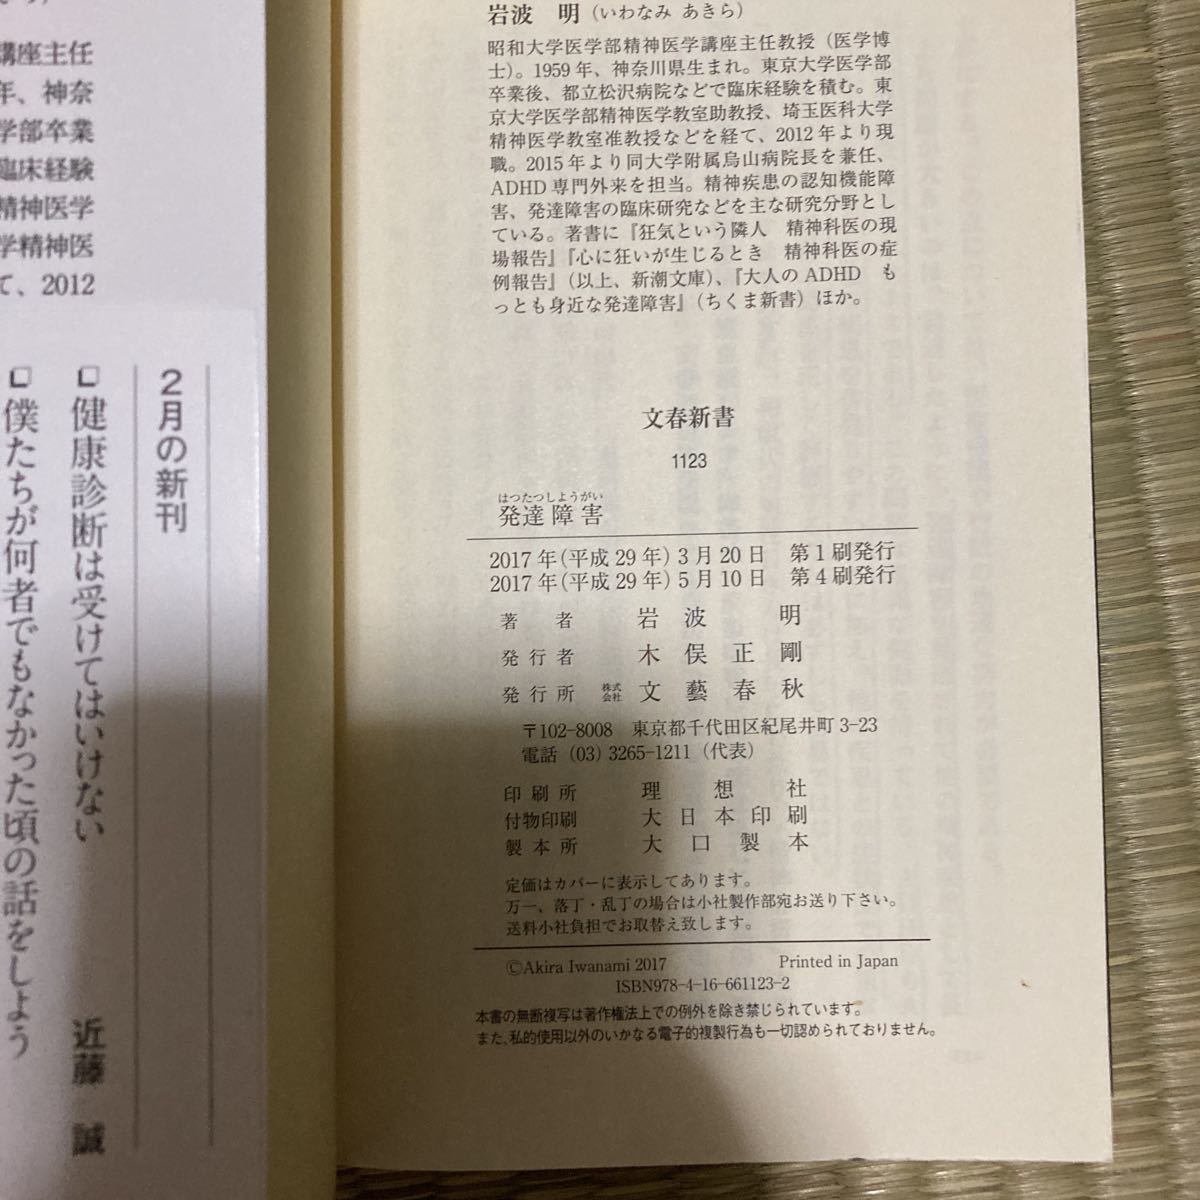 岩波 明（いわなみ あきら）
昭和大学医学部精神医学講座主任教授（医学博
士）。1959年、神奈川県生まれ。東京大学医学部
卒業後、都立松沢病院などで臨床経験を積む。東
京大学医学部精神医学教室助教授、埼玉医科大学
精神医学教室准教授などを経て、2012年より現
職。2015年より同大学附属烏山病院長を兼任、
ADHD専門外来を担当。精神疾患の認知機能障
害、発達障害の臨床研究などを主な研究分野とし
ている。著書に『狂気という隣人 精神科医の現
場報告』『心に狂いが生じるとき 精神科医の症
例報告』（以上、新潮文庫）、『大人のADHD も
っとも身近な発達障害』（ちくま新書）ほか。
文春新書
1123
はつたつしようがい
発達障害
2017年（平成29年）3月20日 第1刷発行
2017年（平成29年）5月10日 第4刷発行
著者 岩波 明
発行者 木俣正剛
発行所 株式会社 文藝春秋
〒102-8008 東京都千代田区紀尾井町3-23
電話（03）3265-1211（代表）
印刷所 理想社
付物印刷 大日本印刷
製本所 大口製本
定価はカバーに表示してあります。
万一、落丁・乱丁の場合は小社製作部宛お送り下さい。
送料小社負担でお取替え致します。
©Akira Iwanami 2017 Printed in Japan
ISBN978-4-16-661123-2
本書の無断複写は著作権法上での例外を除き禁じられています。
また、私的使用以外のいかなる電子的複製行為も一切認められておりません。
講座主任
年、神奈
学部卒業
臨床経験
精神医学
学精神医
て、2012
2月の新刊
❏ 健康診断は受けてはいけない 近藤 誠
❏ 僕たちが何者でもなかった頃の話をしよう